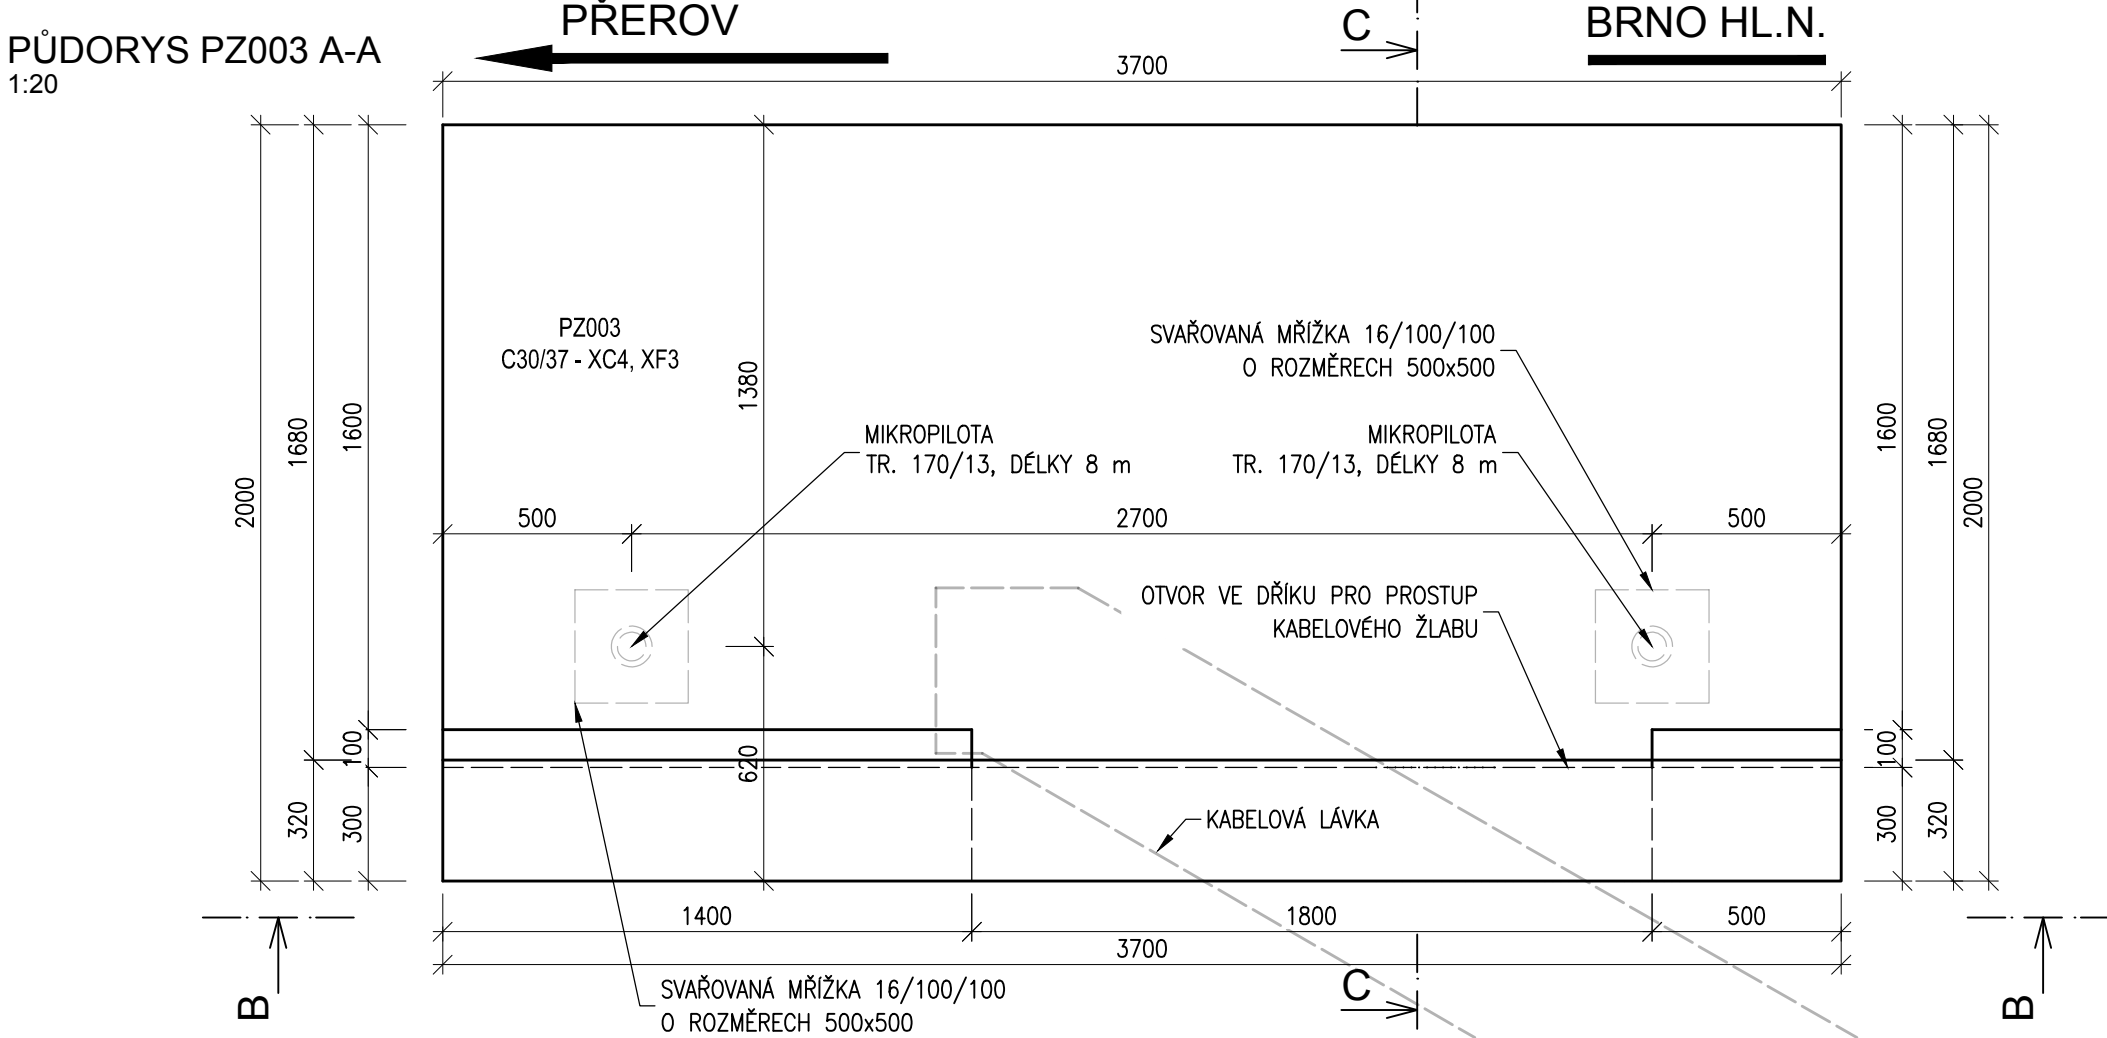 PŘEROV
C
BRNO HL.N.
PŮDORYS PZ003 A-A
1:20
3700
PZ003
C30/37 - XC4, XF3
SVAŘOVANÁ MŘÍŽKA 16/100/100
O ROZMĚRECH 500x500
1380
2000
1680
1600
1600
1680
2000
MIKROPILOTA
TR. 170/13, DÉLKY 8 m
MIKROPILOTA
TR. 170/13, DÉLKY 8 m
500
2700
500
OTVOR VE DŘÍKU PRO PROSTUP
KABELOVÉHO ŽLABU
100
620
100
320
300
KABELOVÁ LÁVKA
300
320
1400
1800
500
3700
B
SVAŘOVANÁ MŘÍŽKA 16/100/100
O ROZMĚRECH 500x500
C
B